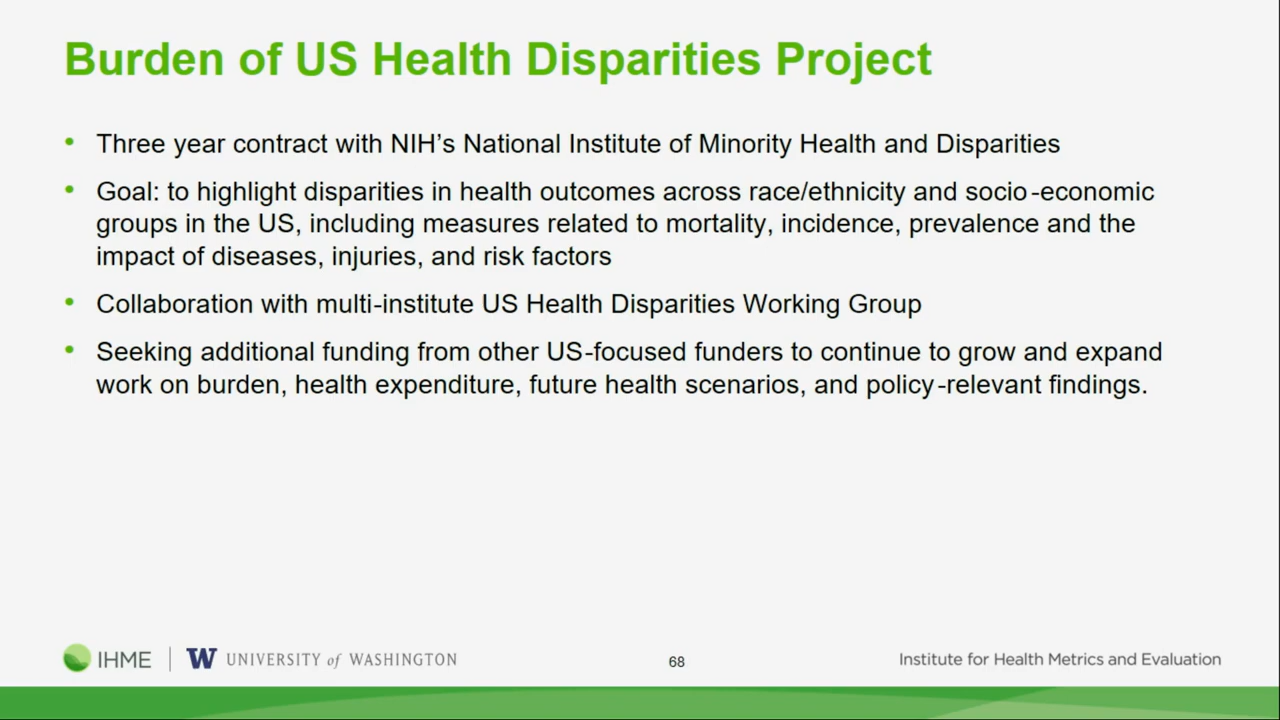 Burden of US Health Disparities Project
• Three year contract with NIH’s National Institute of Minority Health and Disparities
• Goal: to highlight disparities in health outcomes across race/ethnicity and socio-economic
groups in the US, including measures related to mortality, incidence, prevalence and the
impact of diseases, injuries, and risk factors
• Collaboration with multi-institute US Health Disparities Working Group
• Seeking additional funding from other US-focused funders to continue to grow and expand
work on burden, health expenditure, future health scenarios, and policy-relevant findings.
IHME | W UNIVERSITY of WASHINGTON
68
Institute for Health Metrics and Evaluation